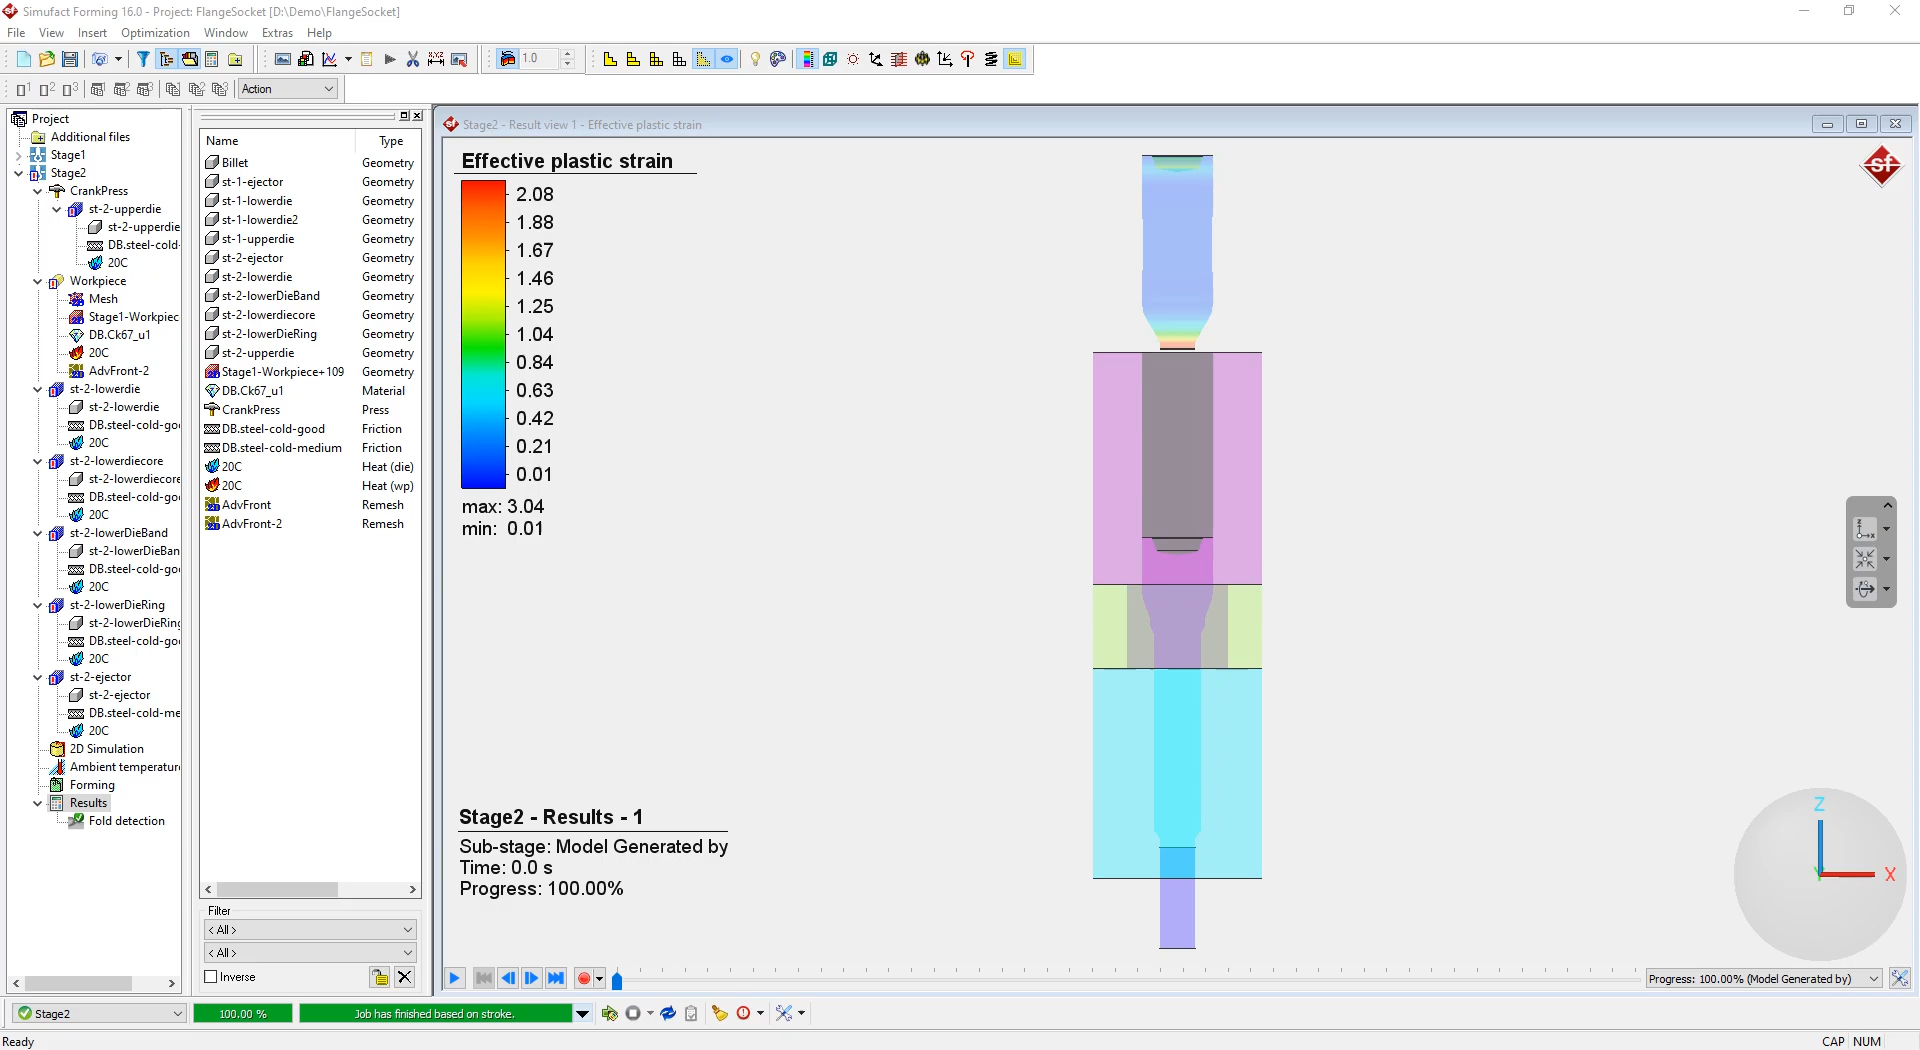 Simufact Forming 16.0 - Project: FlangeSocket [D:\Demo\FlangeSocket]
File View Insert Optimization Window Extras Help
1.0
Action
Project
Additional files
Stage1
Stage2
CrankPress
st-2-upperdie
st-2-upperdie
DB.steel-cold-
20C
Workpiece
Mesh
Stage1-Workpiec
DB.Ck67_u1
20C
AdvFront-2
st-2-lowerdie
st-2-lowerdie
DB.steel-cold-go
20C
st-2-lowerdiecore
st-2-lowerdiecore
DB.steel-cold-go
20C
st-2-lowerDieBand
st-2-lowerDieBan
DB.steel-cold-go
20C
st-2-lowerDieRing
st-2-lowerDieRin
DB.steel-cold-go
20C
st-2-ejector
st-2-ejector
DB.steel-cold-me
20C
2D Simulation
Ambient temperatur
Forming
Results
Fold detection
Name Type
Billet Geometry
st-1-ejector Geometry
st-1-lowerdie Geometry
st-1-lowerdie2 Geometry
st-1-upperdie Geometry
st-2-ejector Geometry
st-2-lowerdie Geometry
st-2-lowerDieBand Geometry
st-2-lowerdiecore Geometry
st-2-lowerDieRing Geometry
st-2-upperdie Geometry
Stage1-Workpiece+109 Geometry
DB.Ck67_u1 Material
CrankPress Press
DB.steel-cold-good Friction
DB.steel-cold-medium Friction
20C Heat (die)
20C Heat (wp)
AdvFront Remesh
AdvFront-2 Remesh
Filter
< All >
< All >
Inverse
Stage2 - Result view 1 - Effective plastic strain
Effective plastic strain
2.08
1.88
1.67
1.46
1.25
1.04
0.84
0.63
0.42
0.21
0.01
max: 3.04
min: 0.01
sf
Stage2 - Results - 1
Sub-stage: Model Generated by
Time: 0.0 s
Progress: 100.00%
Z
Y
X
Progress: 100.00% (Model Generated by)
Stage2 100.00 % Job has finished based on stroke.
Ready CAP NUM